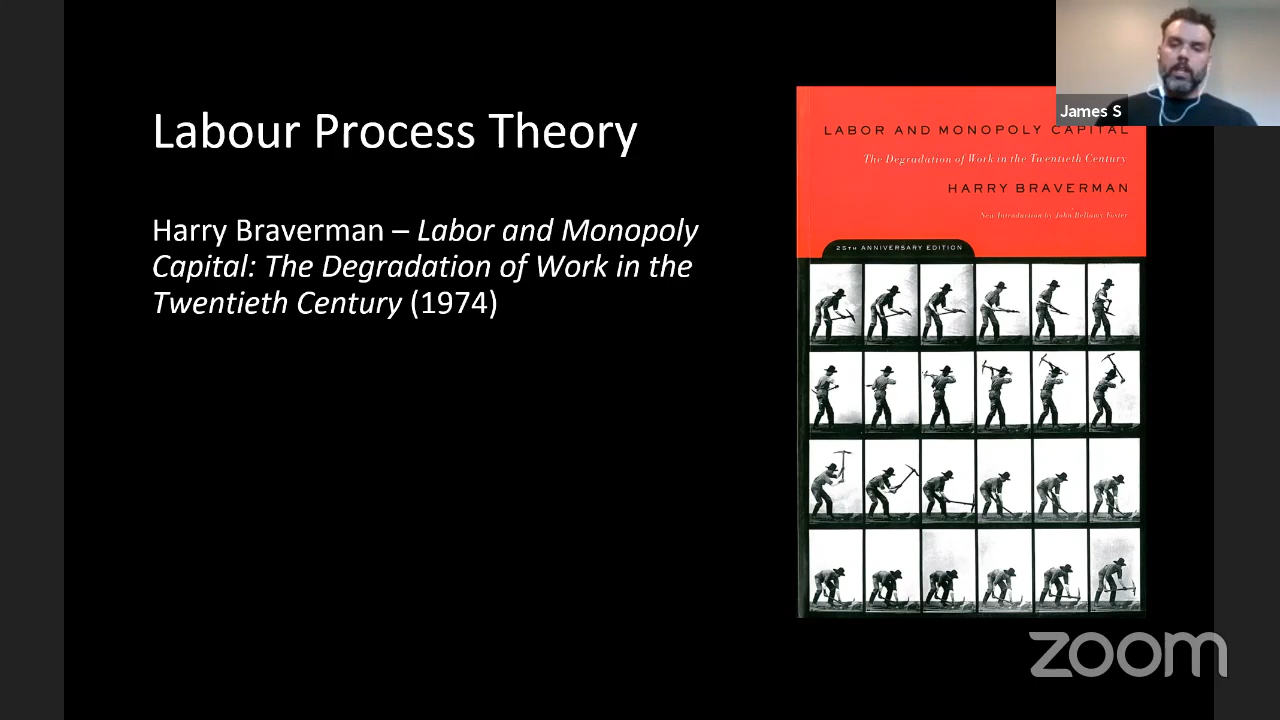 Labour Process Theory
Harry Braverman – Labor and Monopoly
Capital: The Degradation of Work in the
Twentieth Century (1974)
James S
LABOR AND MONOPOLY CAPITAL
The Degradation of Work in the Twentieth Century
HARRY BRAVERMAN
New Introduction by John Bellamy Foster
25TH ANNIVERSARY EDITION
zoom